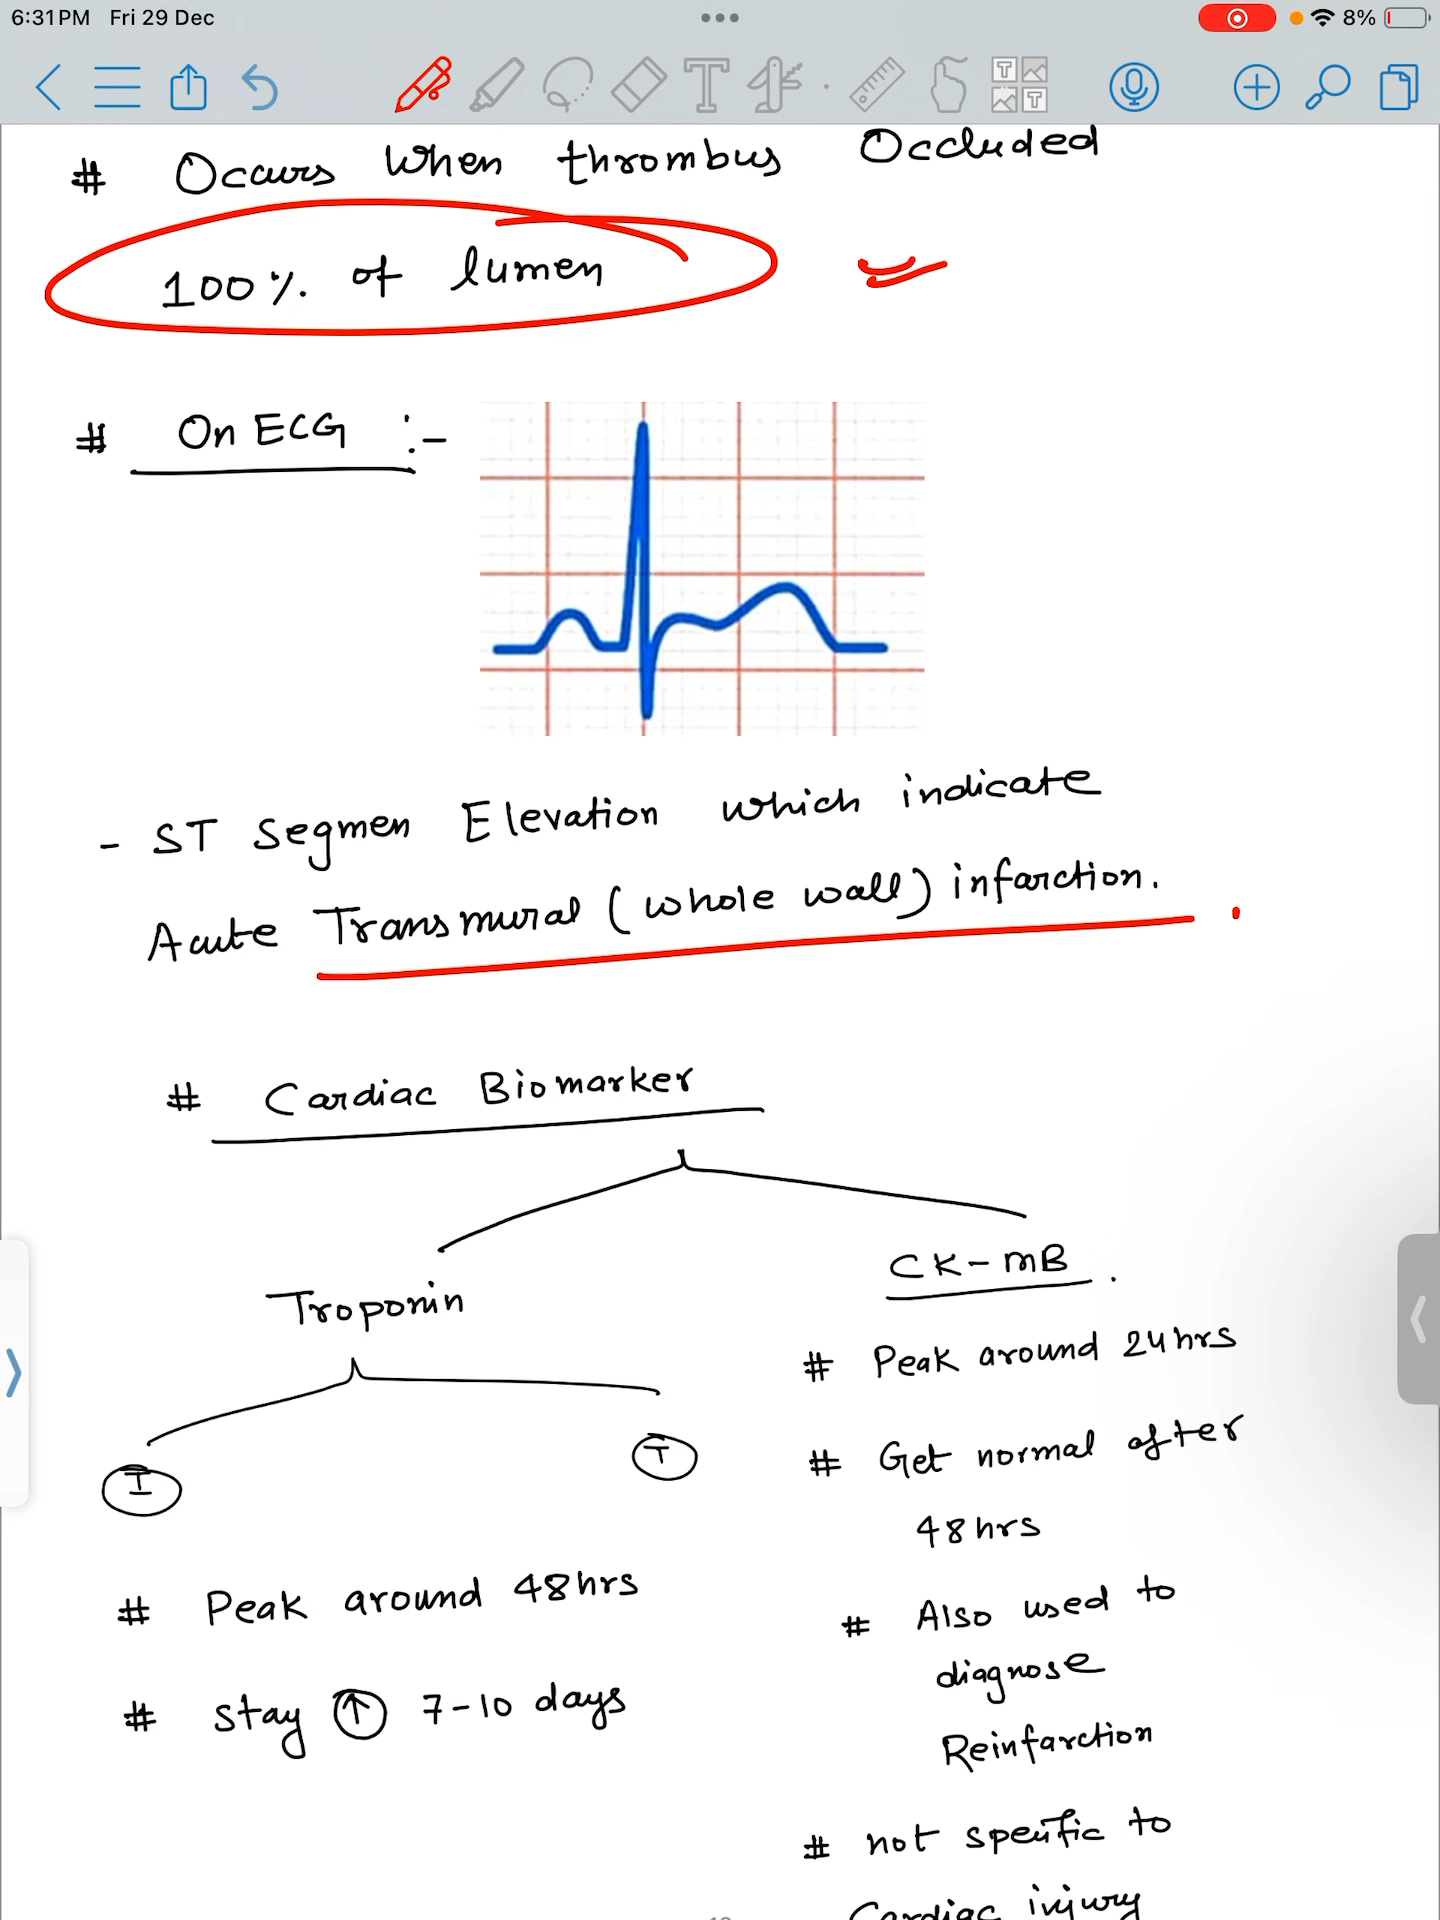 6:31 PM Fri 29 Dec
8%
# Occurs When thrombus Occluded
100% of lumen
# On ECG :-
- ST Segmen Elevation which indicate
Acute Transmural (whole wall) infarction.
# Cardiac Biomarker
Troponin
I
T
# Peak around 48hrs
# stay ↑ 7-10 days
CK-MB.
# Peak around 24hrs
# Get normal after
48hrs
# Also used to
diagnose
Reinfarction
# not specific to
Cardiac injury